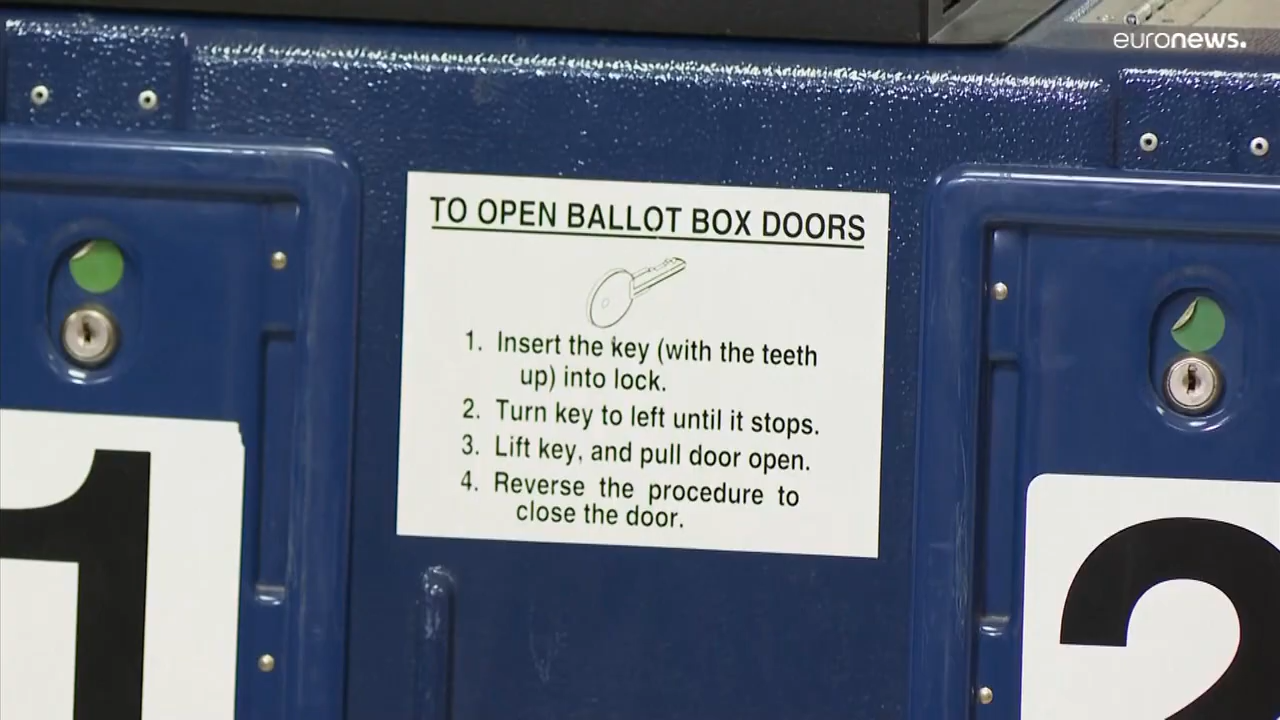 euronews.
TO OPEN BALLOT BOX DOORS
1. Insert the key (with the teeth
up) into lock.
2. Turn key to left until it stops.
3. Lift key, and pull door open.
4. Reverse the procedure to
close the door.
1
2